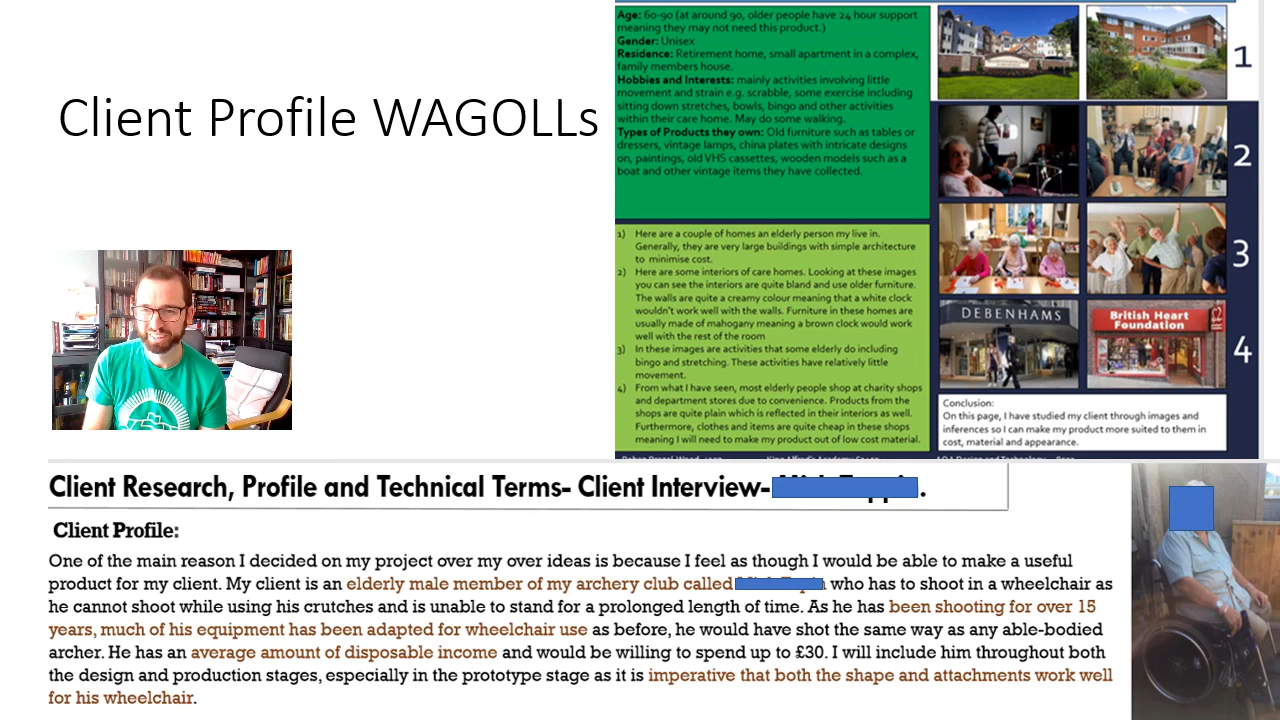 Client Profile WAGOLLs
Age: 60-90 (at around 90, older people have 24 hour support
meaning they may not need this product.)
Gender: Unisex
Residence: Retirement home, small apartment in a complex,
family members house.
Hobbies and Interests: mainly activities involving little
movement and strain e.g. scrabble, some exercise including
sitting down stretches, bowls, bingo and other activities
within their care home. May do some walking.
Types of Products they own: Old furniture such as tables or
dressers, vintage lamps, china plates with intricate designs
on, paintings, old VHS cassettes, wooden models such as a
boat and other vintage items they have collected.
1) Here are a couple of homes an elderly person my live in.
Generally, they are very large buildings with simple architecture
to minimise cost.
2) Here are some interiors of care homes. Looking at these images
you can see the interiors are quite bland and use older furniture.
The walls are quite a creamy colour meaning that a white clock
wouldn't work well with the walls. Furniture in these homes are
usually made of mahogany meaning a brown clock would work
well with the rest of the room
3) In these images are activities that some elderly do including
bingo and stretching. These activities have relatively little
movement.
4) From what I have seen, most elderly people shop at charity shops
and department stores due to convenience. Products from the
shops are quite plain which is reflected in their interiors as well.
Furthermore, clothes and items are quite cheap in these shops
meaning I will need to make my product out of low cost material.
1
2
3
DEBENHAMS
British Heart
Foundation
4
Conclusion:
On this page, I have studied my client through images and
inferences so I can make my product more suited to them in
cost, material and appearance.
Client Research, Profile and Technical Terms- Client Interview- .
Client Profile:
One of the main reason I decided on my project over my over ideas is because I feel as though I would be able to make a useful
product for my client. My client is an elderly male member of my archery club called who has to shoot in a wheelchair as
he cannot shoot while using his crutches and is unable to stand for a prolonged length of time. As he has been shooting for over 15
years, much of his equipment has been adapted for wheelchair use as before, he would have shot the same way as any able-bodied
archer. He has an average amount of disposable income and would be willing to spend up to £30. I will include him throughout both
the design and production stages, especially in the prototype stage as it is imperative that both the shape and attachments work well
for his wheelchair.